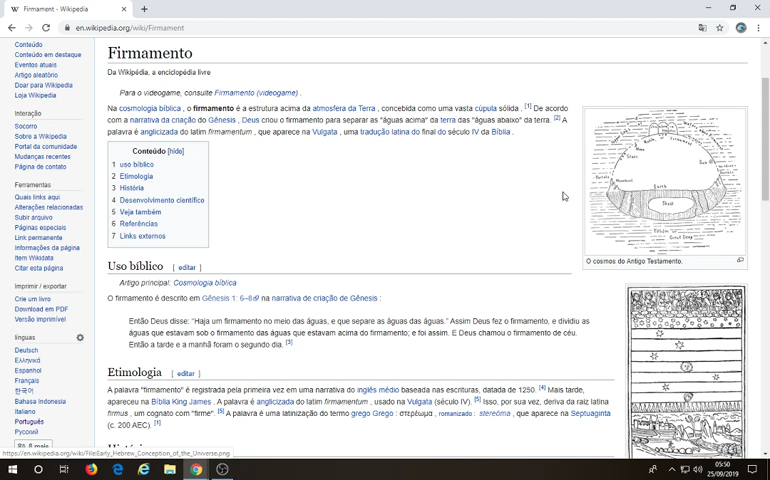 Firmament - Wikipedia
en.wikipedia.org/wiki/Firmament
Conteúdo
Conteúdo em destaque
Eventos atuais
Artigo aleatório
Doar para Wikipedia
Loja Wikipedia
Interação
Socorro
Sobre a Wikipedia
Portal da comunidade
Mudanças recentes
Página de contato
Ferramentas
Quais links aqui
Alterações relacionadas
Subir arquivo
Páginas especiais
Link permanente
Informações da página
Item Wikidata
Citar esta página
Imprimir / exportar
Crie um livro
Download em PDF
Versão imprimível
línguas
Deutsch
Ελληνικά
Español
Français
한국어
Bahasa Indonesia
Italiano
Português
Русский
Firmamento
Da Wikipédia, a enciclopédia livre
Para o videogame, consulte Firmamento (videogame) .
Na cosmologia bíblica , o firmamento é a estrutura acima da atmosfera da Terra , concebida como uma vasta cúpula sólida . [1] De acordo
com a narrativa da criação do Gênesis , Deus criou o firmamento para separar as "águas acima" da terra das "águas abaixo" da terra. [2] A
palavra é anglicizada do latim firmamentum , que aparece na Vulgata , uma tradução latina do final do século IV da Bíblia .
Conteúdo [hide]
1 uso bíblico
2 Etimologia
3 História
4 Desenvolvimento científico
5 Veja também
6 Referências
7 Links externos
Stars
Sun
Earth
Sheol
Great Deep
O cosmos do Antigo Testamento.
Uso bíblico [ editar ]
Artigo principal: Cosmologia bíblica
O firmamento é descrito em Gênesis 1: 6–8 na narrativa de criação de Gênesis :
Então Deus disse: “Haja um firmamento no meio das águas, e que separe as águas das águas.” Assim Deus fez o firmamento, e dividiu as
águas que estavam sob o firmamento das águas que estavam acima do firmamento; e foi assim. E Deus chamou o firmamento de céu.
Então a tarde e a manhã foram o segundo dia. [3]
Etimologia [ editar ]
A palavra "firmamento" é registrada pela primeira vez em uma narrativa do inglês médio baseada nas escrituras, datada de 1250. [4] Mais tarde,
apareceu na Bíblia King James . A palavra é anglicizada do latim firmamentum , usado na Vulgata (século IV). [5] Isso, por sua vez, deriva da raiz latina
firmus , um cognato com "firme". [5] A palavra é uma latinização do termo grego Grego : στερέωμα , romanizado : stereōma , que aparece na Septuaginta
(c. 200 AEC). [1]
https://en.wikipedia.org/wiki/File:Early_Hebrew_Conception_of_the_Universe.png
05:50
25/09/2019